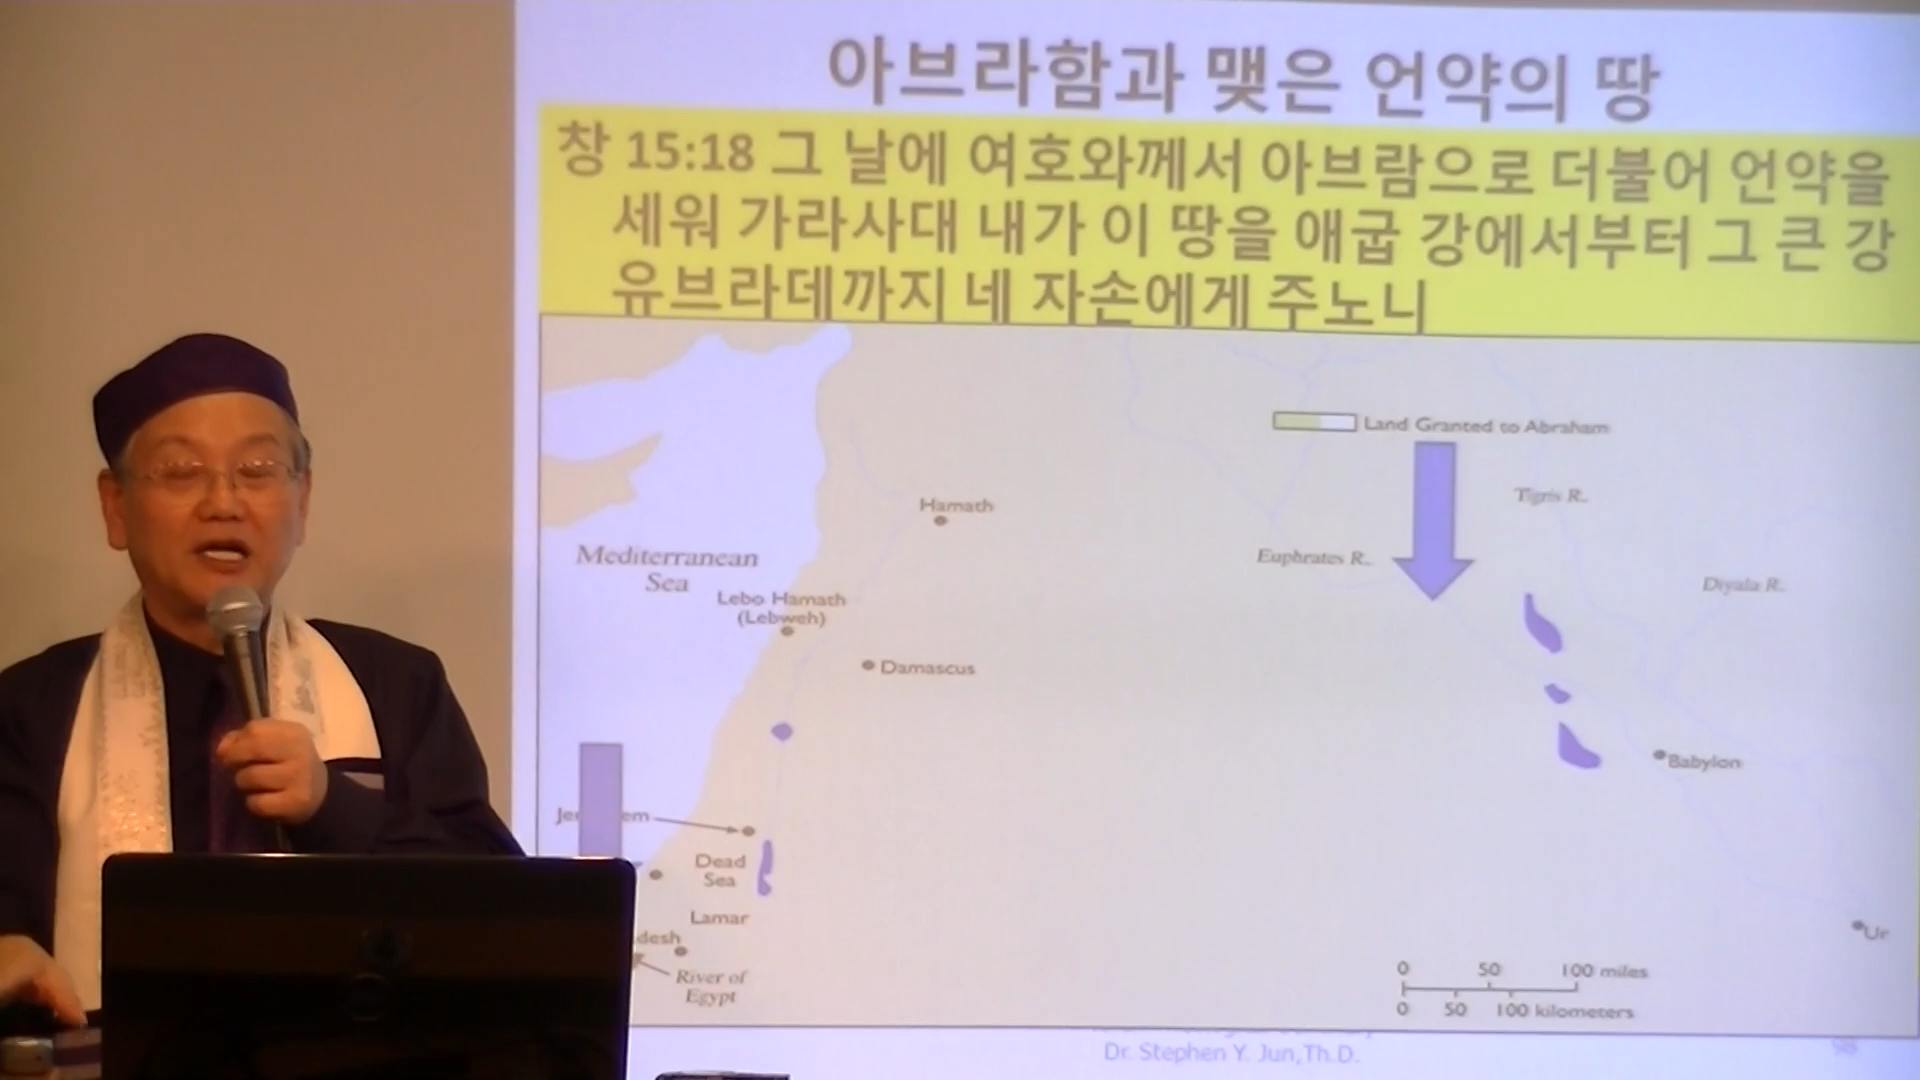 아브라함과 맺은 언약의 땅
창 15:18 그 날에 여호와께서 아브람으로 더불어 언약을
세워 가라사대 내가 이 땅을 애굽 강에서부터 그 큰 강
유브라데까지 네 자손에게 주노니
Land Granted to Abraham
Tigris R.
Hamath
Euphrates R.
Mediterranean
Sea
Diyala R.
Lebo Hamath
(Lebweh)
Damascus
Babylon
Dead
Sea
Lamar
Ur
River of
Egypt
0 50 100 miles
0 50 100 kilometers
Dr. Stephen Y. Jun,Th.D.
98